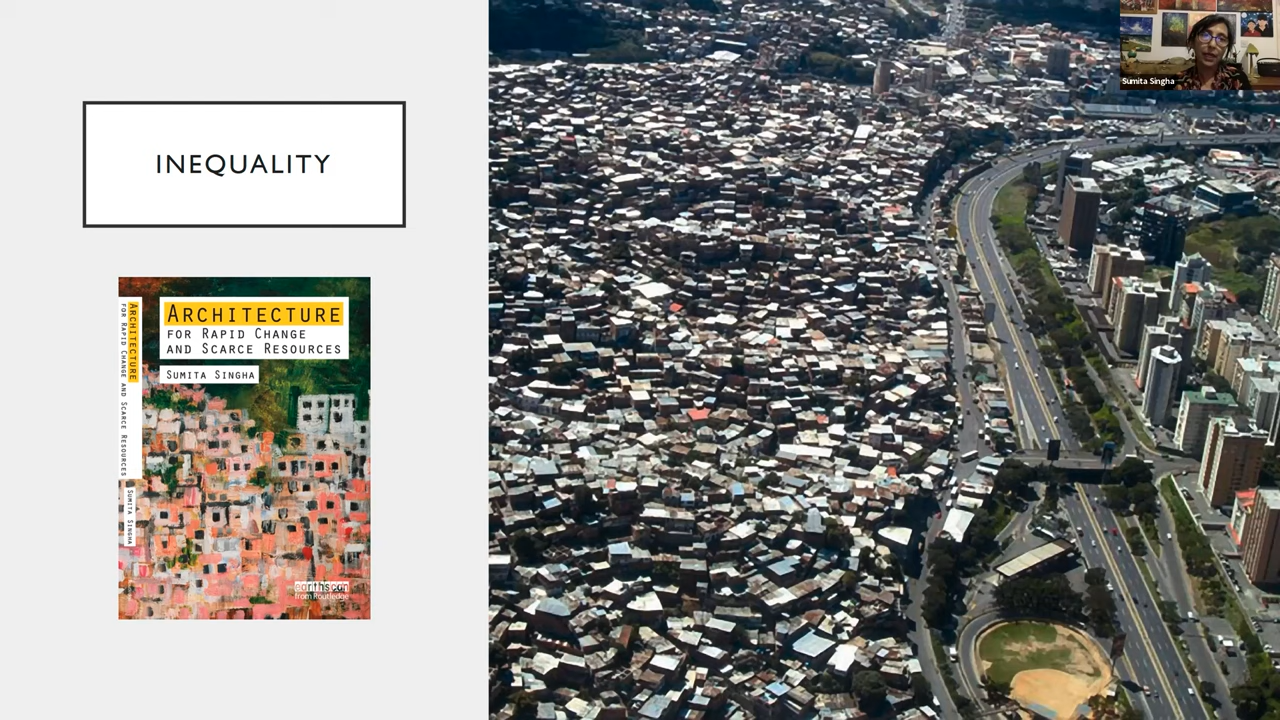 INEQUALITY
ARCHITECTURE
FOR RAPID CHANGE
AND SCARCE RESOURCES
SUMITA SINGHA
ARCHITECTURE
FOR RAPID CHANGE AND SCARCE RESOURCES
SUMITA SINGHA
earthscan
from Routledge
Sumita Singha